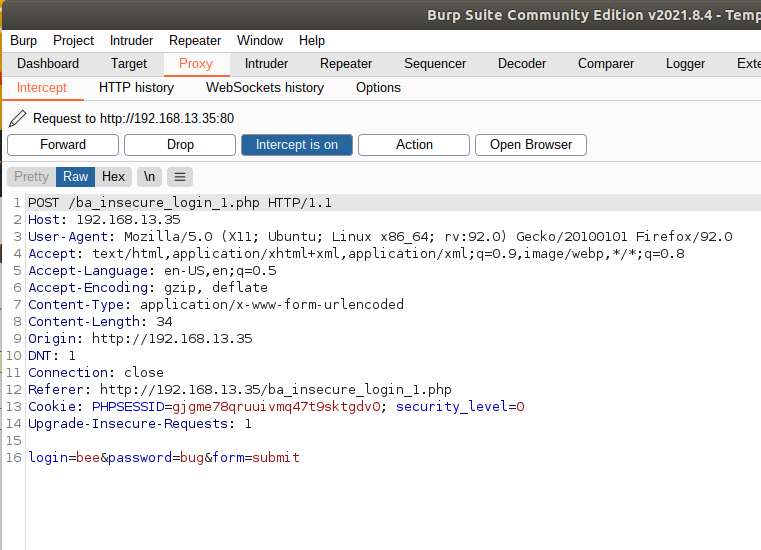 Burp Suite Community Edition v2021.8.4 - Temp
Burp Project Intruder Repeater Window Help
Dashboard Target Proxy Intruder Repeater Sequencer Decoder Comparer Logger Exte
Intercept HTTP history WebSockets history Options
Request to http://192.168.13.35:80
Forward Drop Intercept is on Action Open Browser
Pretty Raw Hex \n
1 POST /ba_insecure_login_1.php HTTP/1.1
2 Host: 192.168.13.35
3 User-Agent: Mozilla/5.0 (X11; Ubuntu; Linux x86_64; rv:92.0) Gecko/20100101 Firefox/92.0
4 Accept: text/html,application/xhtml+xml,application/xml;q=0.9,image/webp,*/*;q=0.8
5 Accept-Language: en-US,en;q=0.5
6 Accept-Encoding: gzip, deflate
7 Content-Type: application/x-www-form-urlencoded
8 Content-Length: 34
9 Origin: http://192.168.13.35
10 DNT: 1
11 Connection: close
12 Referer: http://192.168.13.35/ba_insecure_login_1.php
13 Cookie: PHPSESSID=gjgme78qruuivmq47t9sktgdv0; security_level=0
14 Upgrade-Insecure-Requests: 1
15
16 login=bee&password=bug&form=submit